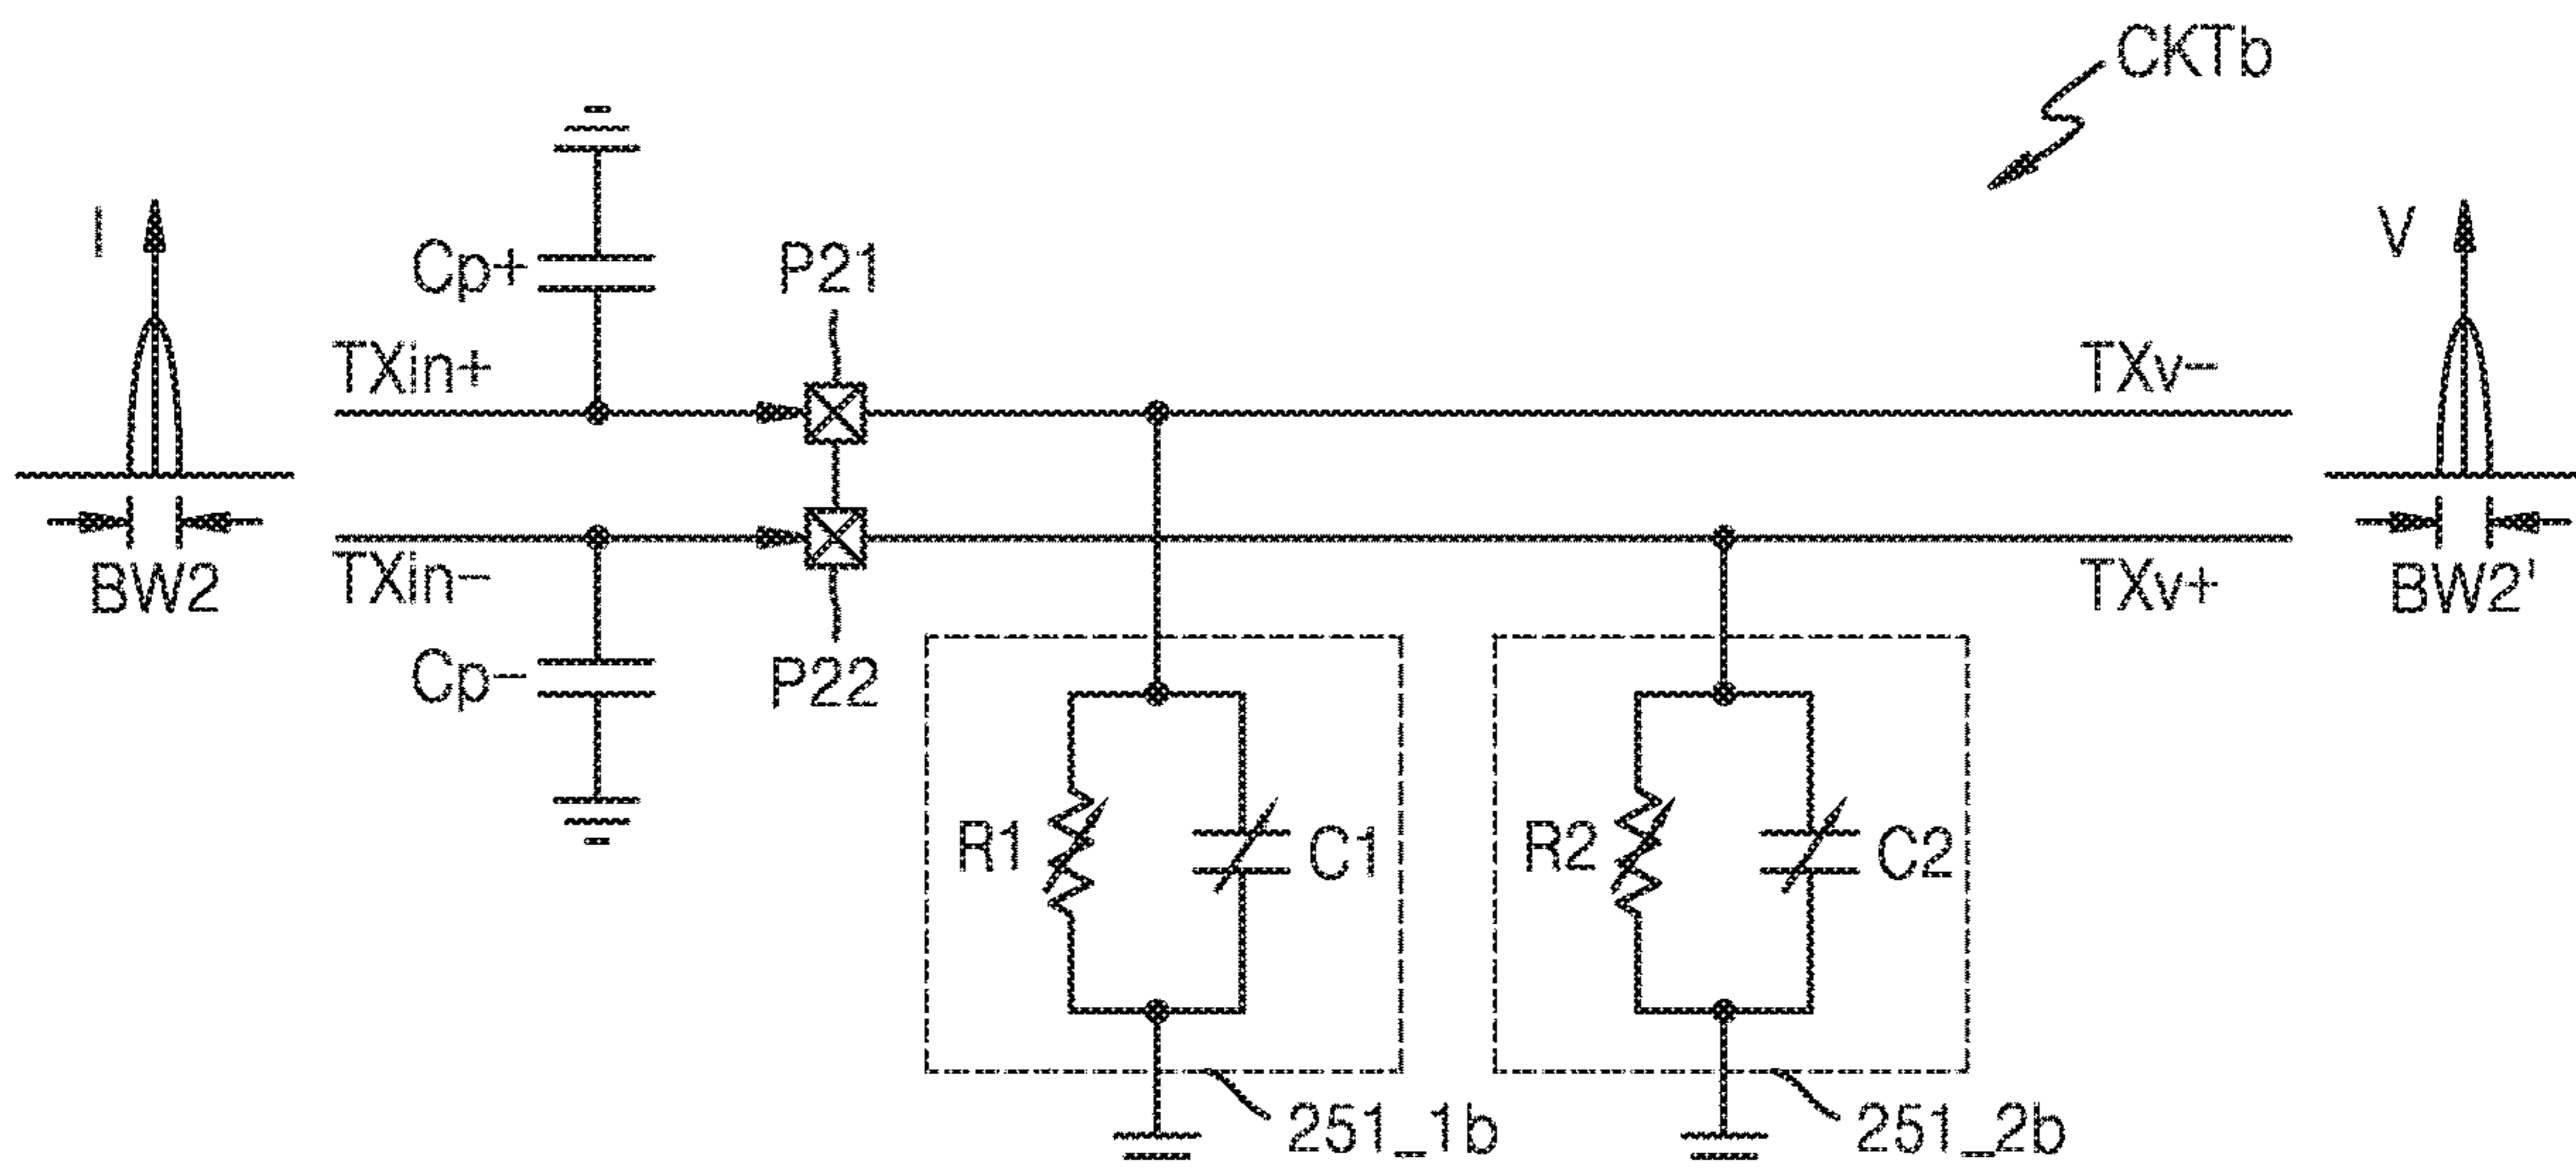 CKTb
I
V
Cp+
P21
TXin+
TXv-
TXin-
TXv+
BW2
BW2'
Cp-
P22
R1
C1
R2
C2
251_1b
251_2b